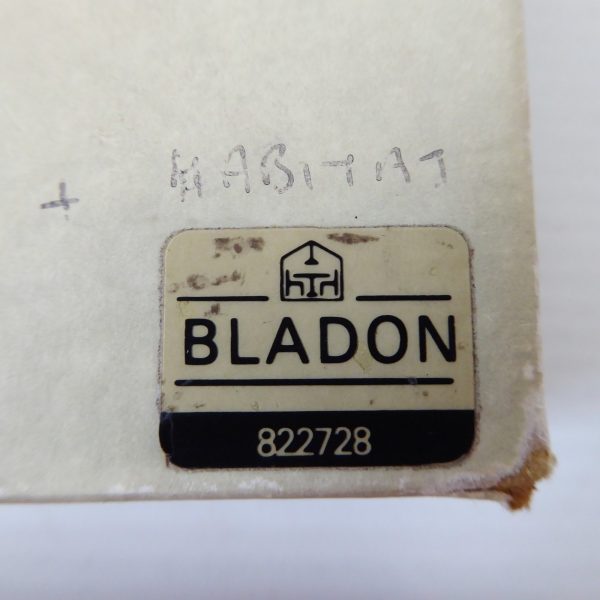 + HABITAT
BLADON
822728